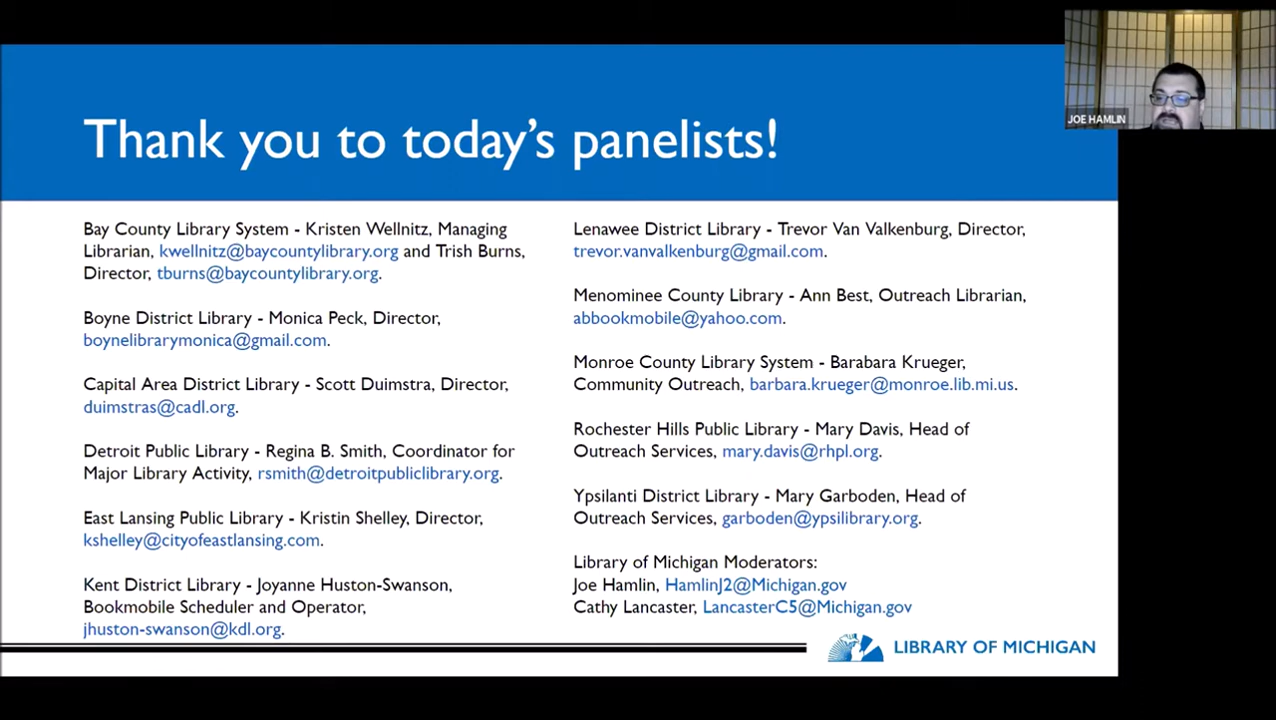 Thank you to today's panelists!
Bay County Library System - Kristen Wellnitz, Managing
Librarian, kwellnitz@baycountylibrary.org and Trish Burns,
Director, tburns@baycountylibrary.org.
Boyne District Library - Monica Peck, Director,
boynelibrarymonica@gmail.com.
Capital Area District Library - Scott Duimstra, Director,
duimstras@cadl.org.
Detroit Public Library - Regina B. Smith, Coordinator for
Major Library Activity, rsmith@detroitpubliclibrary.org.
East Lansing Public Library - Kristin Shelley, Director,
kshelley@cityofeastlansing.com.
Kent District Library - Joyanne Huston-Swanson,
Bookmobile Scheduler and Operator,
jhuston-swanson@kdl.org.
Lenawee District Library - Trevor Van Valkenburg, Director,
trevor.vanvalkenburg@gmail.com.
Menominee County Library - Ann Best, Outreach Librarian,
abbookmobile@yahoo.com.
Monroe County Library System - Barabara Krueger,
Community Outreach, barbara.krueger@monroe.lib.mi.us.
Rochester Hills Public Library - Mary Davis, Head of
Outreach Services, mary.davis@rhpl.org.
Ypsilanti District Library - Mary Garboden, Head of
Outreach Services, garboden@ypsilibrary.org.
Library of Michigan Moderators:
Joe Hamlin, HamlinJ2@Michigan.gov
Cathy Lancaster, LancasterC5@Michigan.gov
LIBRARY OF MICHIGAN
JOE HAMLIN